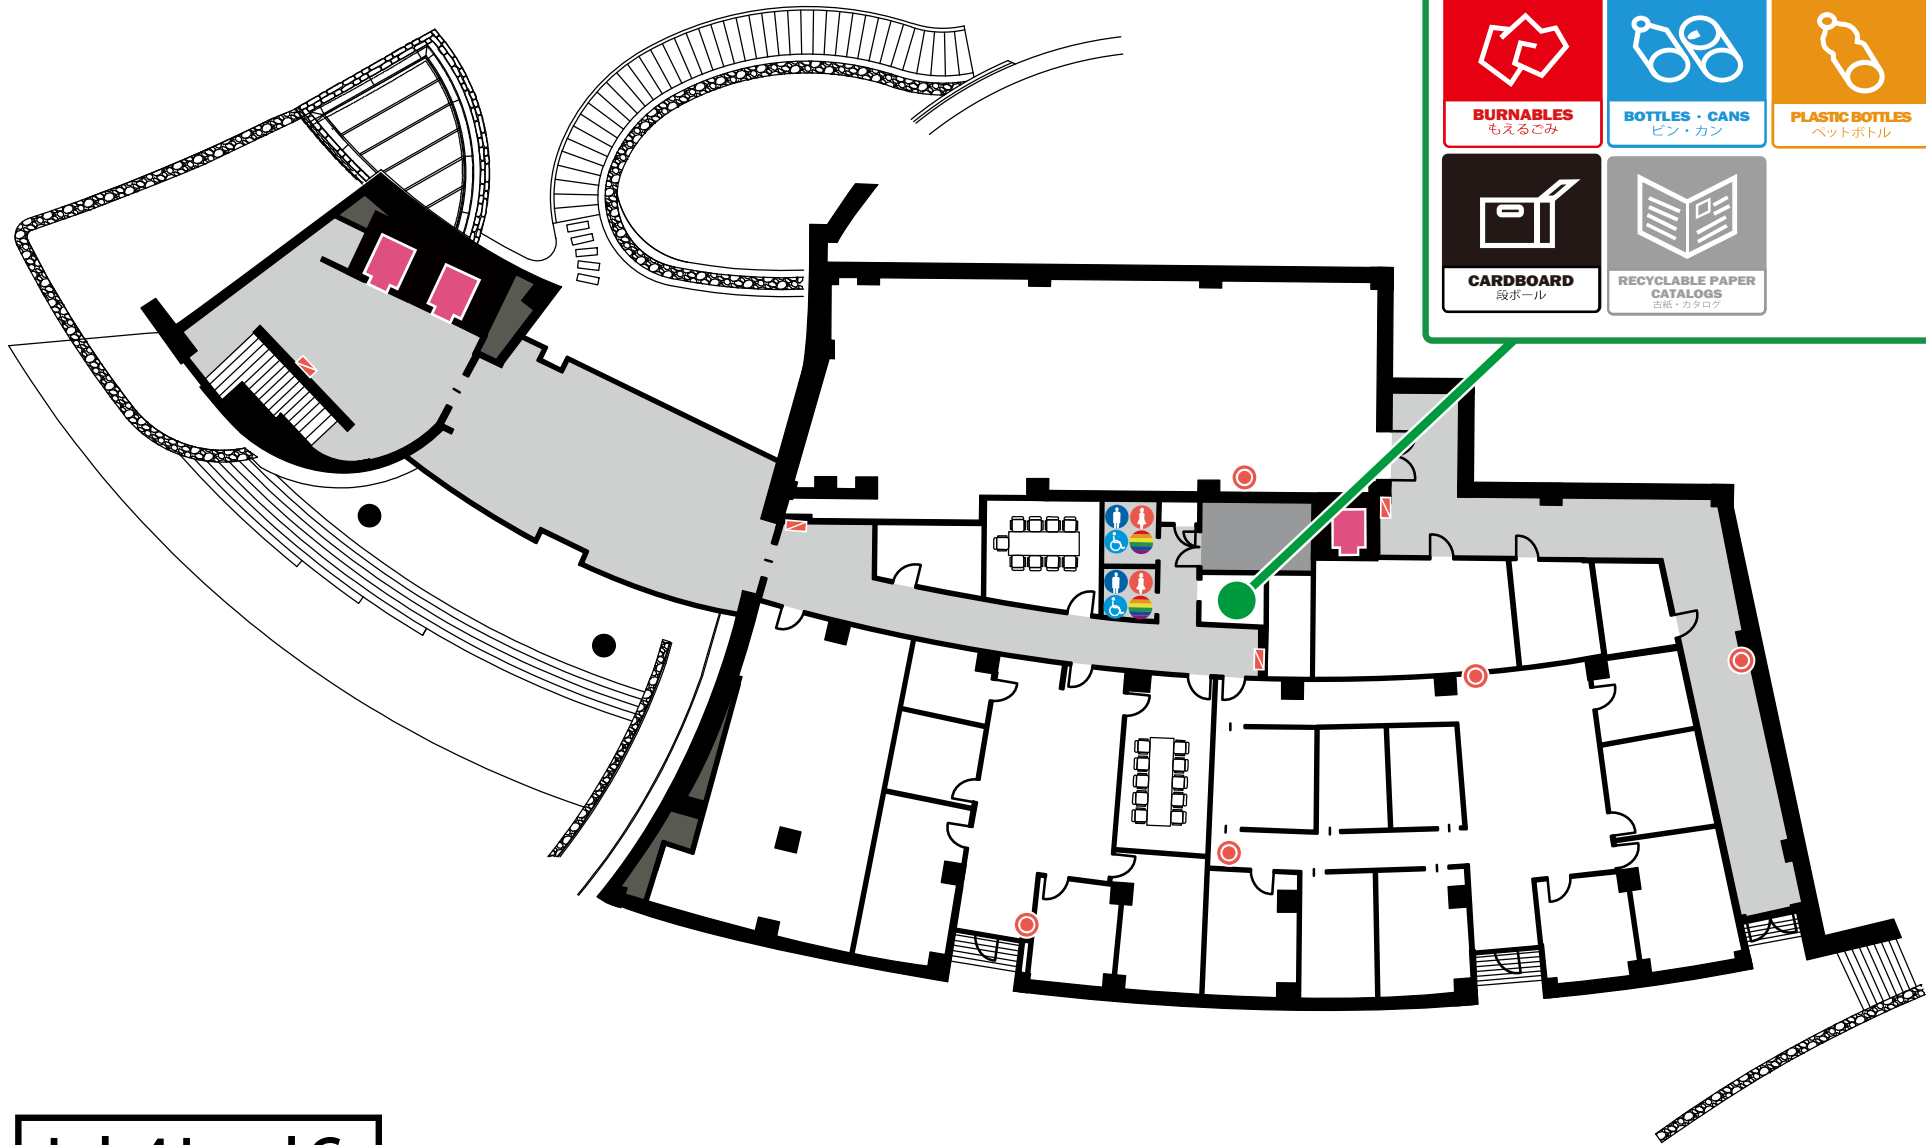 BURNABLES
もえるごみ
BOTTLES・CANS
ビン・カン
PLASTIC BOTTLES
ペットボトル
CARDBOARD
段ボール
RECYCLABLE PAPER
CATALOGS
古紙・カタログ